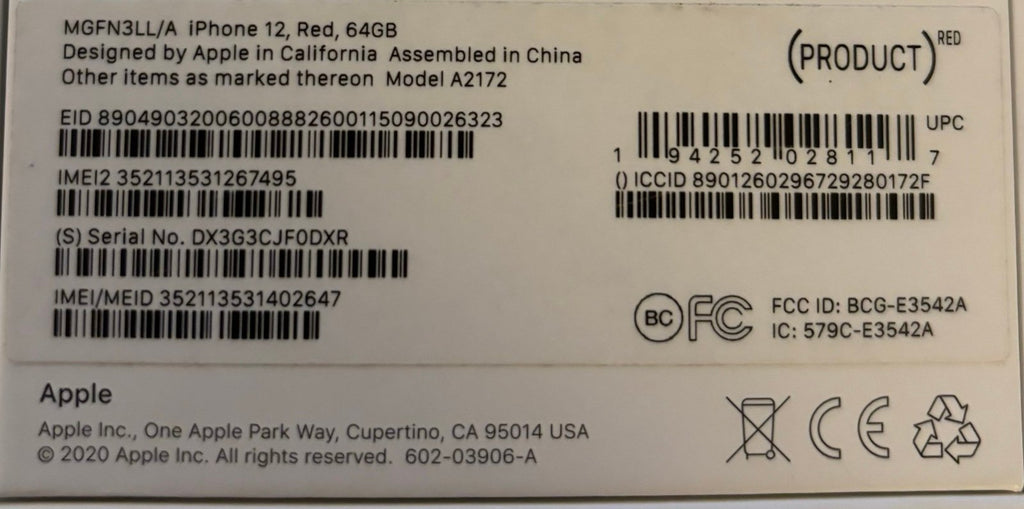 MGFN3LL/A iPhone 12, Red, 64GB
Designed by Apple in California Assembled in China
Other items as marked thereon Model A2172
(PRODUCT)RED
EID 89049032006008882600115090026323
UPC
1 94252 02811 7
IMEI2 352113531267495
() ICCID 8901260296729280172F
(S) Serial No. DX3G3CJF0DXR
IMEI/MEID 352113531402647
BC FC FCC ID: BCG-E3542A
IC: 579C-E3542A
Apple
Apple Inc., One Apple Park Way, Cupertino, CA 95014 USA
© 2020 Apple Inc. All rights reserved. 602-03906-A
CE